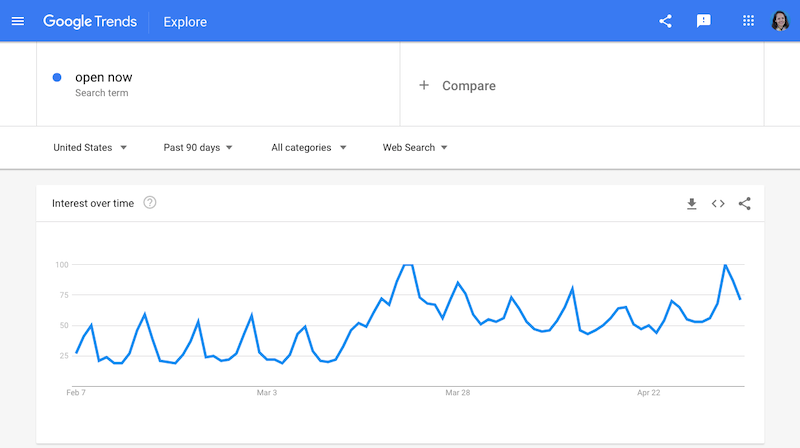 Google Trends Explore
open now
Search term
+ Compare
United States Past 90 days All categories Web Search
Interest over time ?
100
75
50
25
Feb 7 Mar 3 Mar 28 Apr 22